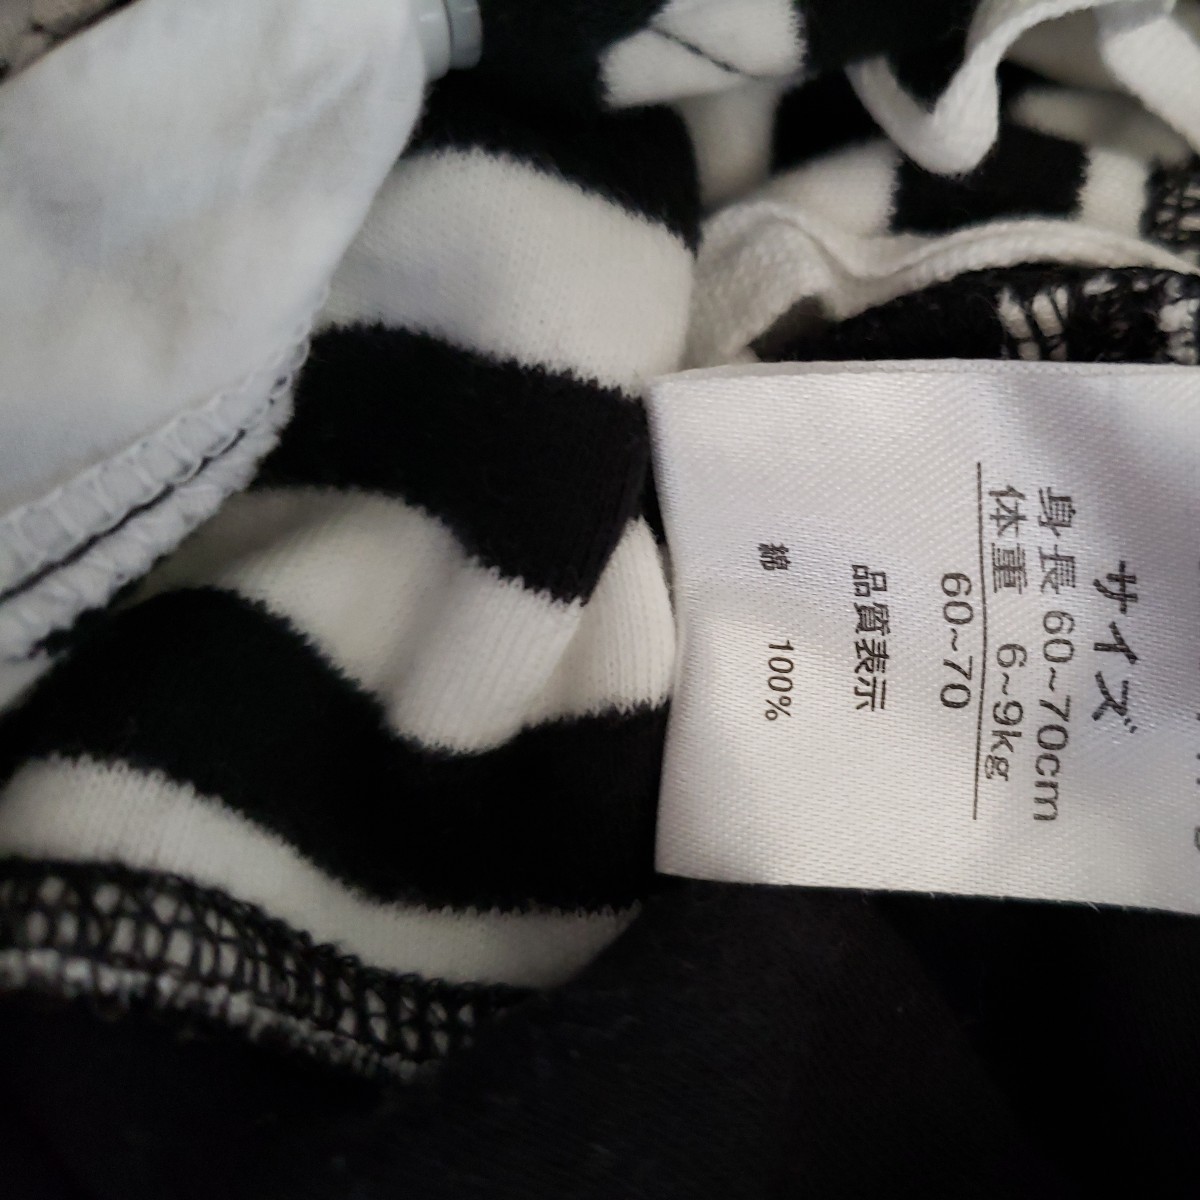 サイズ
身長 60~70cm
体重 6~9kg
60~70
品質表示
綿 100%